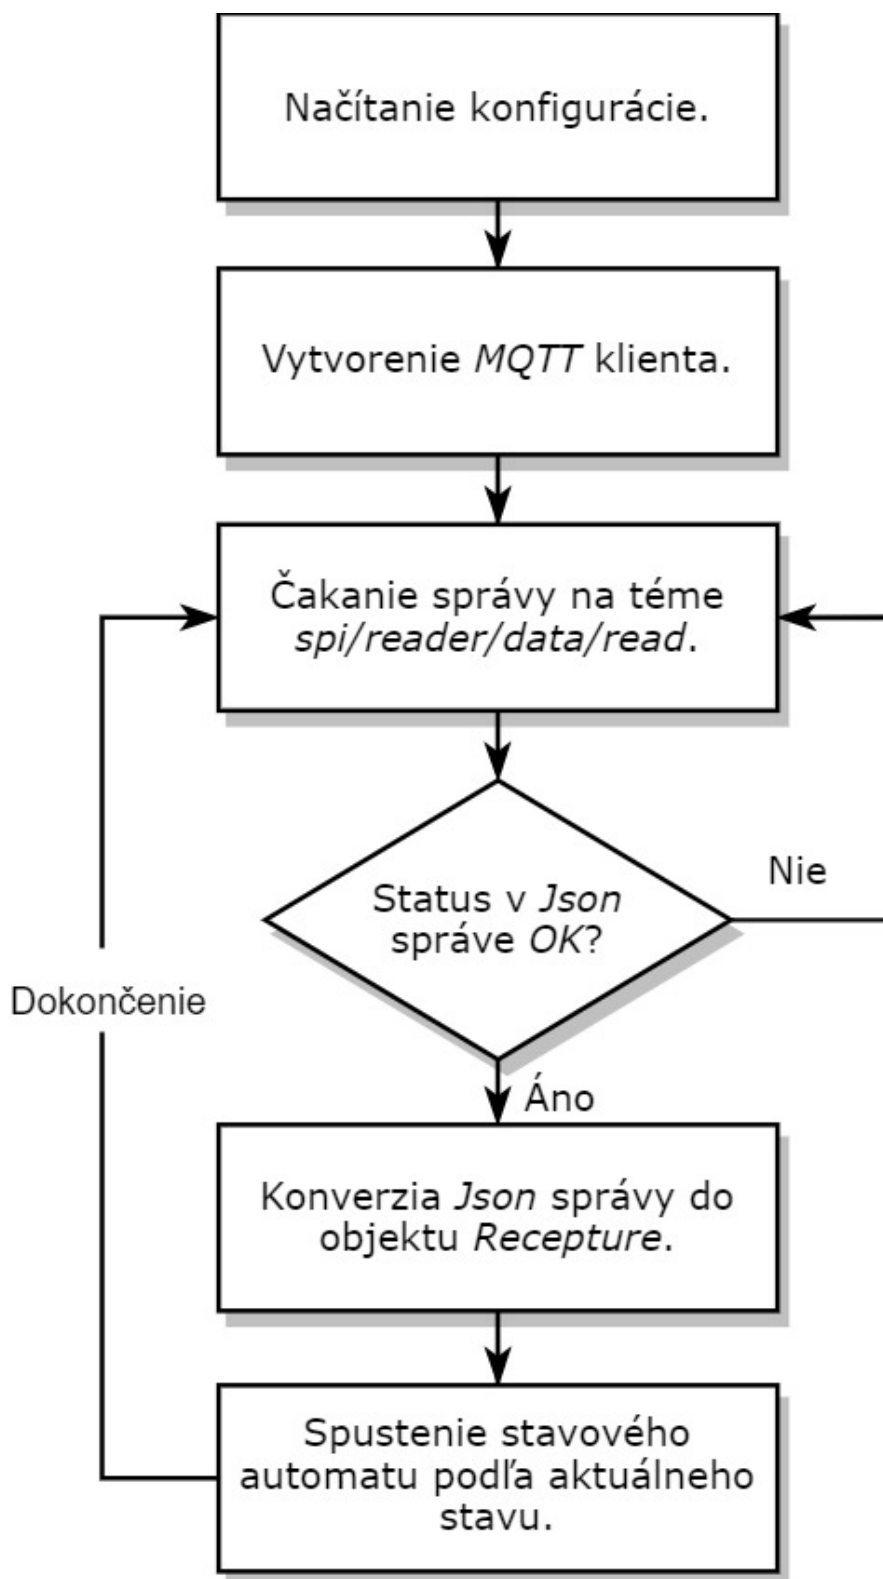 Načítanie konfigurácie.
Vytvorenie MQTT klienta.
Čakanie správy na téme
spi/reader/data/read.
Status v Json
správe OK?
Nie
Dokončenie
Áno
Konverzia Json správy do
objektu Recepture.
Spustenie stavového
automatu podľa aktuálneho
stavu.